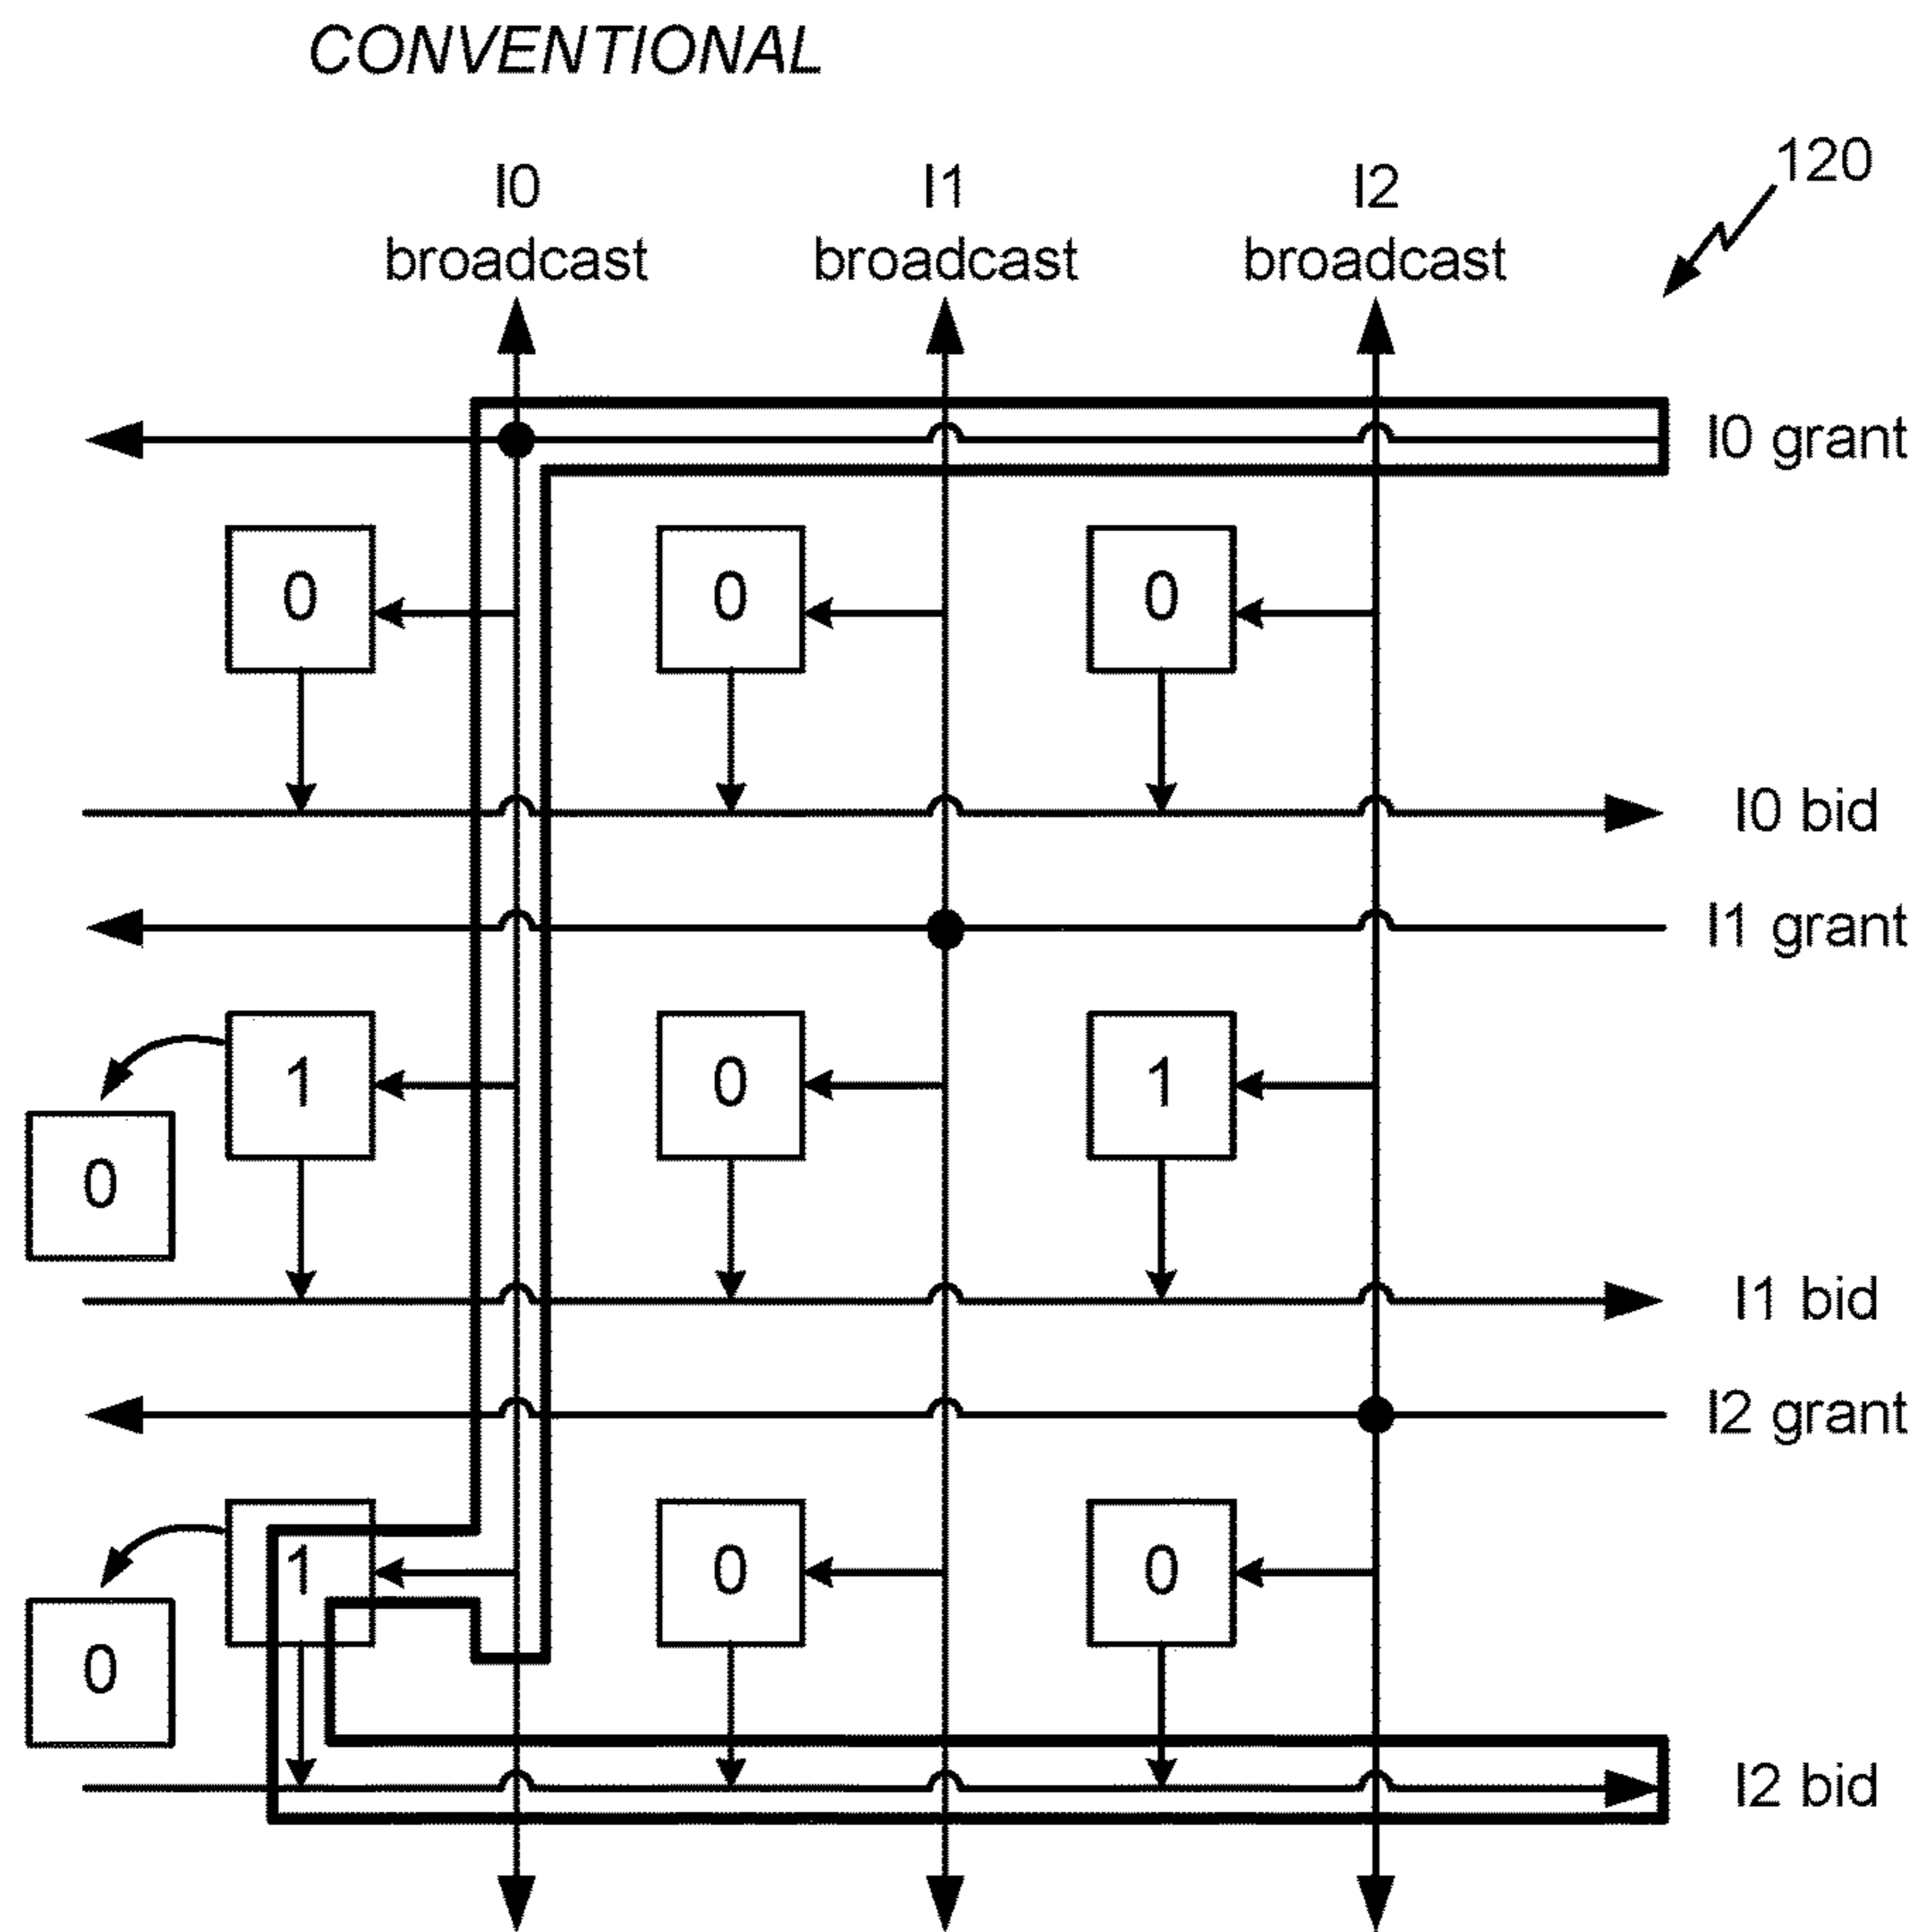 CONVENTIONAL
120
I0 broadcast
I1 broadcast
I2 broadcast
I0 grant
0 0 0
I0 bid
I1 grant
1 0 1
0
I1 bid
I2 grant
1 0 0
0
I2 bid